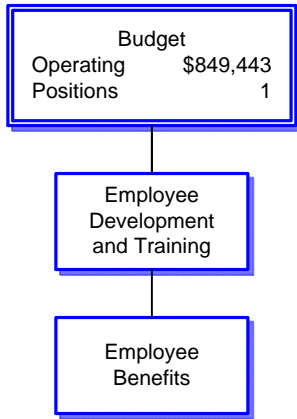 Budget
Operating $849,443
Positions 1
Employee
Development
and Training
Employee
Benefits